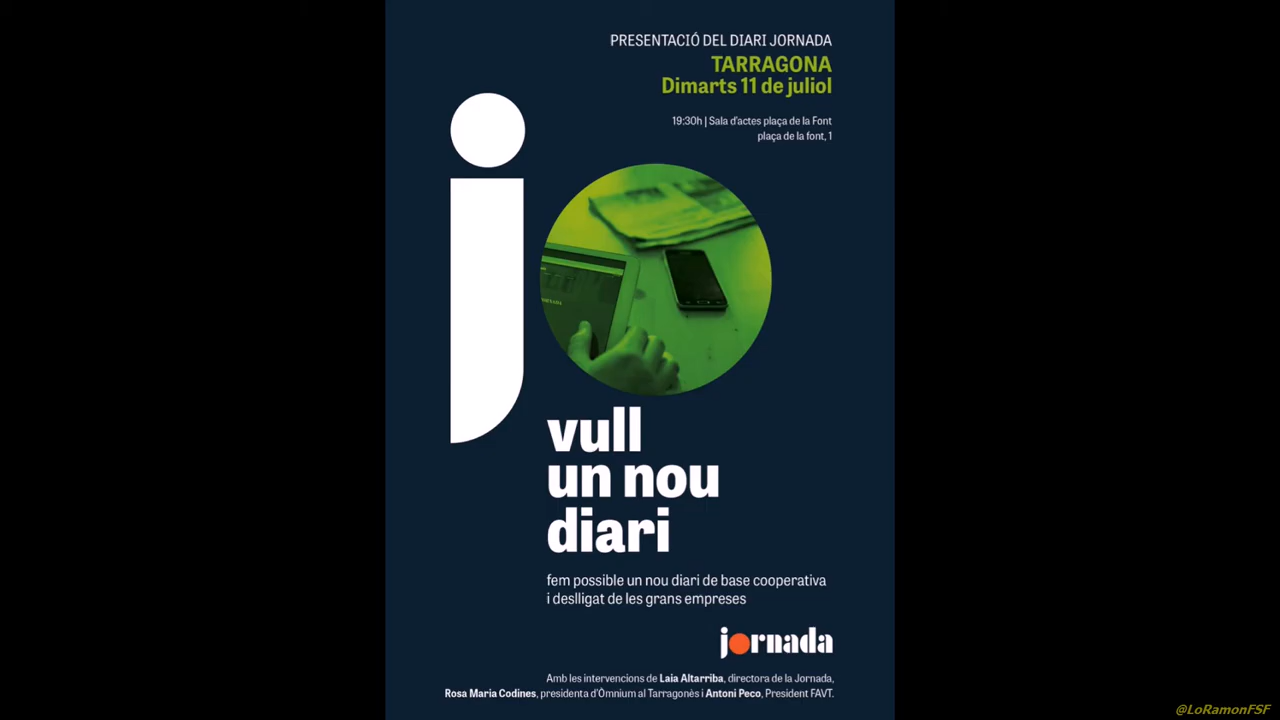 PRESENTACIÓ DEL DIARI JORNADA
TARRAGONA
Dimarts 11 de juliol
19:30h | Sala d'actes plaça de la Font
plaça de la font, 1
j
JORNADA
vull
un nou
diari
fem possible un nou diari de base cooperativa
i deslligat de les grans empreses
jornada
Amb les intervencions de Laia Altarriba, directora de la Jornada,
Rosa Maria Codines, presidenta d'Òmnium al Tarragonès i Antoni Peco, President FAVT.
@LoRamonFSF